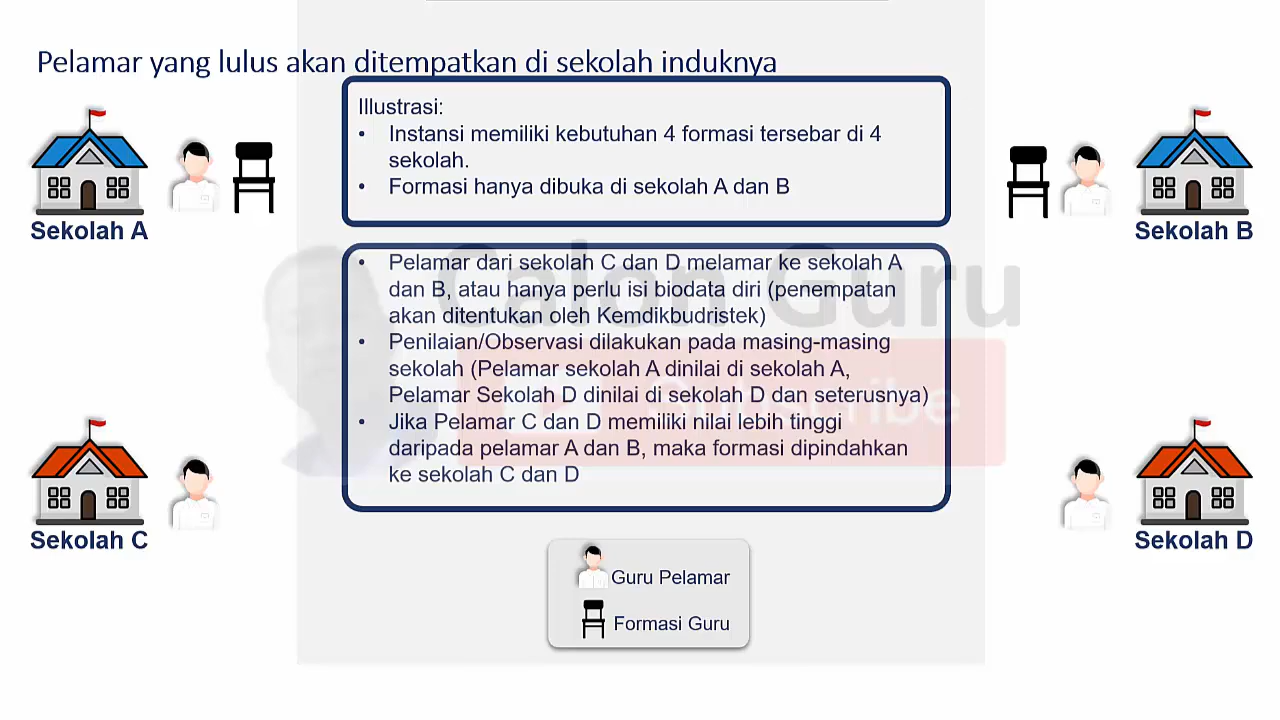 Pelamar yang lulus akan ditempatkan di sekolah induknya
Illustrasi:
• Instansi memiliki kebutuhan 4 formasi tersebar di 4
sekolah.
• Formasi hanya dibuka di sekolah A dan B
Sekolah A
Sekolah B
• Pelamar dari sekolah C dan D melamar ke sekolah A
dan B, atau hanya perlu isi biodata diri (penempatan
akan ditentukan oleh Kemdikbudristek)
• Penilaian/Observasi dilakukan pada masing-masing
sekolah (Pelamar sekolah A dinilai di sekolah A,
Pelamar Sekolah D dinilai di sekolah D dan seterusnya)
• Jika Pelamar C dan D memiliki nilai lebih tinggi
daripada pelamar A dan B, maka formasi dipindahkan
ke sekolah C dan D
Calon Guru
Subscribe
Sekolah C
Sekolah D
Guru Pelamar
Formasi Guru